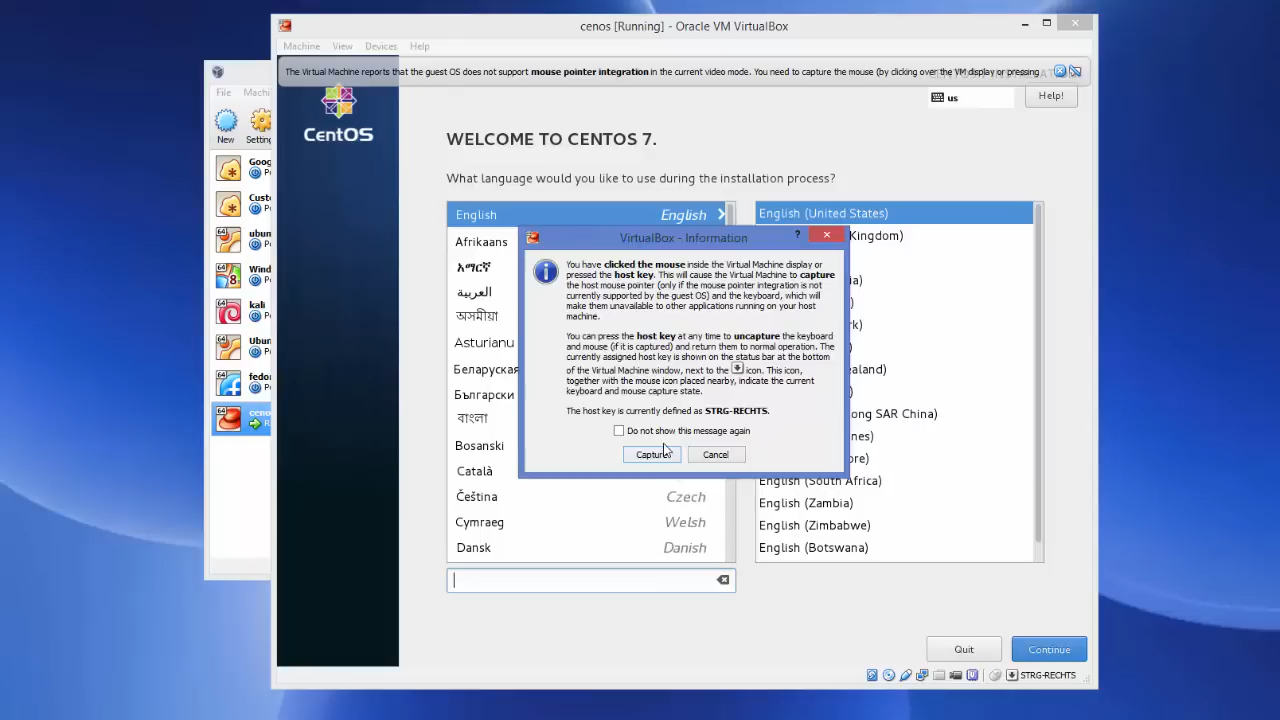 cenos [Running] - Oracle VM VirtualBox
Machine View Devices Help
The Virtual Machine reports that the guest OS does not support mouse pointer integration in the current video mode. You need to capture the mouse (by clicking over the VM display or pressing
File Machi
New Setting
Goog
Custo
ubun
Wind
kali
Ubun
fedo
ceno
CentOS
us
Help!
WELCOME TO CENTOS 7.
What language would you like to use during the installation process?
English English
Afrikaans
አማርኛ
العربية
অসমীয়া
Asturianu
Беларуская
Български
বাংলা
Bosanski
Català
Čeština Czech
Cymraeg Welsh
Dansk Danish
English (United States)
Kingdom)
English (South Africa)
English (Zambia)
English (Zimbabwe)
English (Botswana)
ong SAR China)
VirtualBox - Information
You have clicked the mouse inside the Virtual Machine display or
pressed the host key. This will cause the Virtual Machine to capture
the host mouse pointer (only if the mouse pointer integration is not
currently supported by the guest OS) and the keyboard, which will
make them unavailable to other applications running on your host
machine.
You can press the host key at any time to uncapture the keyboard
and mouse (if it is captured) and return them to normal operation. The
currently assigned host key is shown on the status bar at the bottom
of the Virtual Machine window, next to the icon. This icon,
together with the mouse icon placed nearby, indicate the current
keyboard and mouse capture state.
The host key is currently defined as STRG-RECHTS.
Do not show this message again
Capture Cancel
Quit Continue
STRG-RECHTS